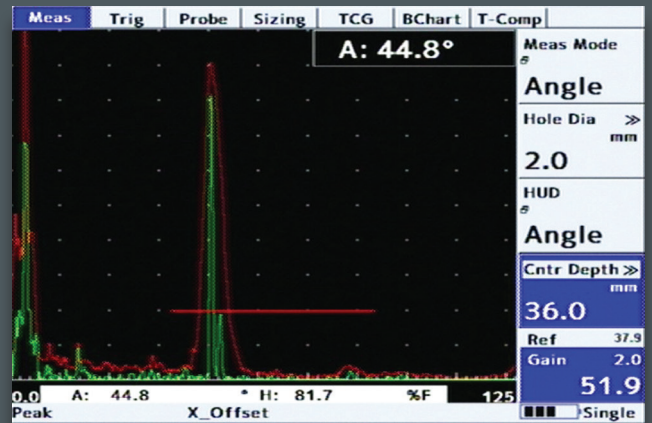 Meas Trig Probe Sizing TCG BChart T-Comp
A: 44.8°
Meas Mode
Angle
Hole Dia >>
mm
2.0
HUD
Angle
Cntr Depth >>
mm
36.0
Ref 37.9
Gain 2.0
51.9
0.0 A: 44.8 ° H: 81.7 %F 125
Peak X_Offset Single